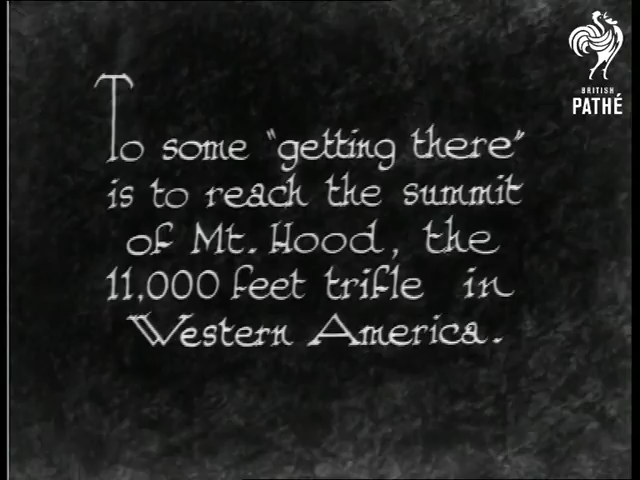 To some "getting there"
is to reach the summit
of Mt. Hood, the
11,000 feet trifle in
Western America.
BRITISH
PATHÉ